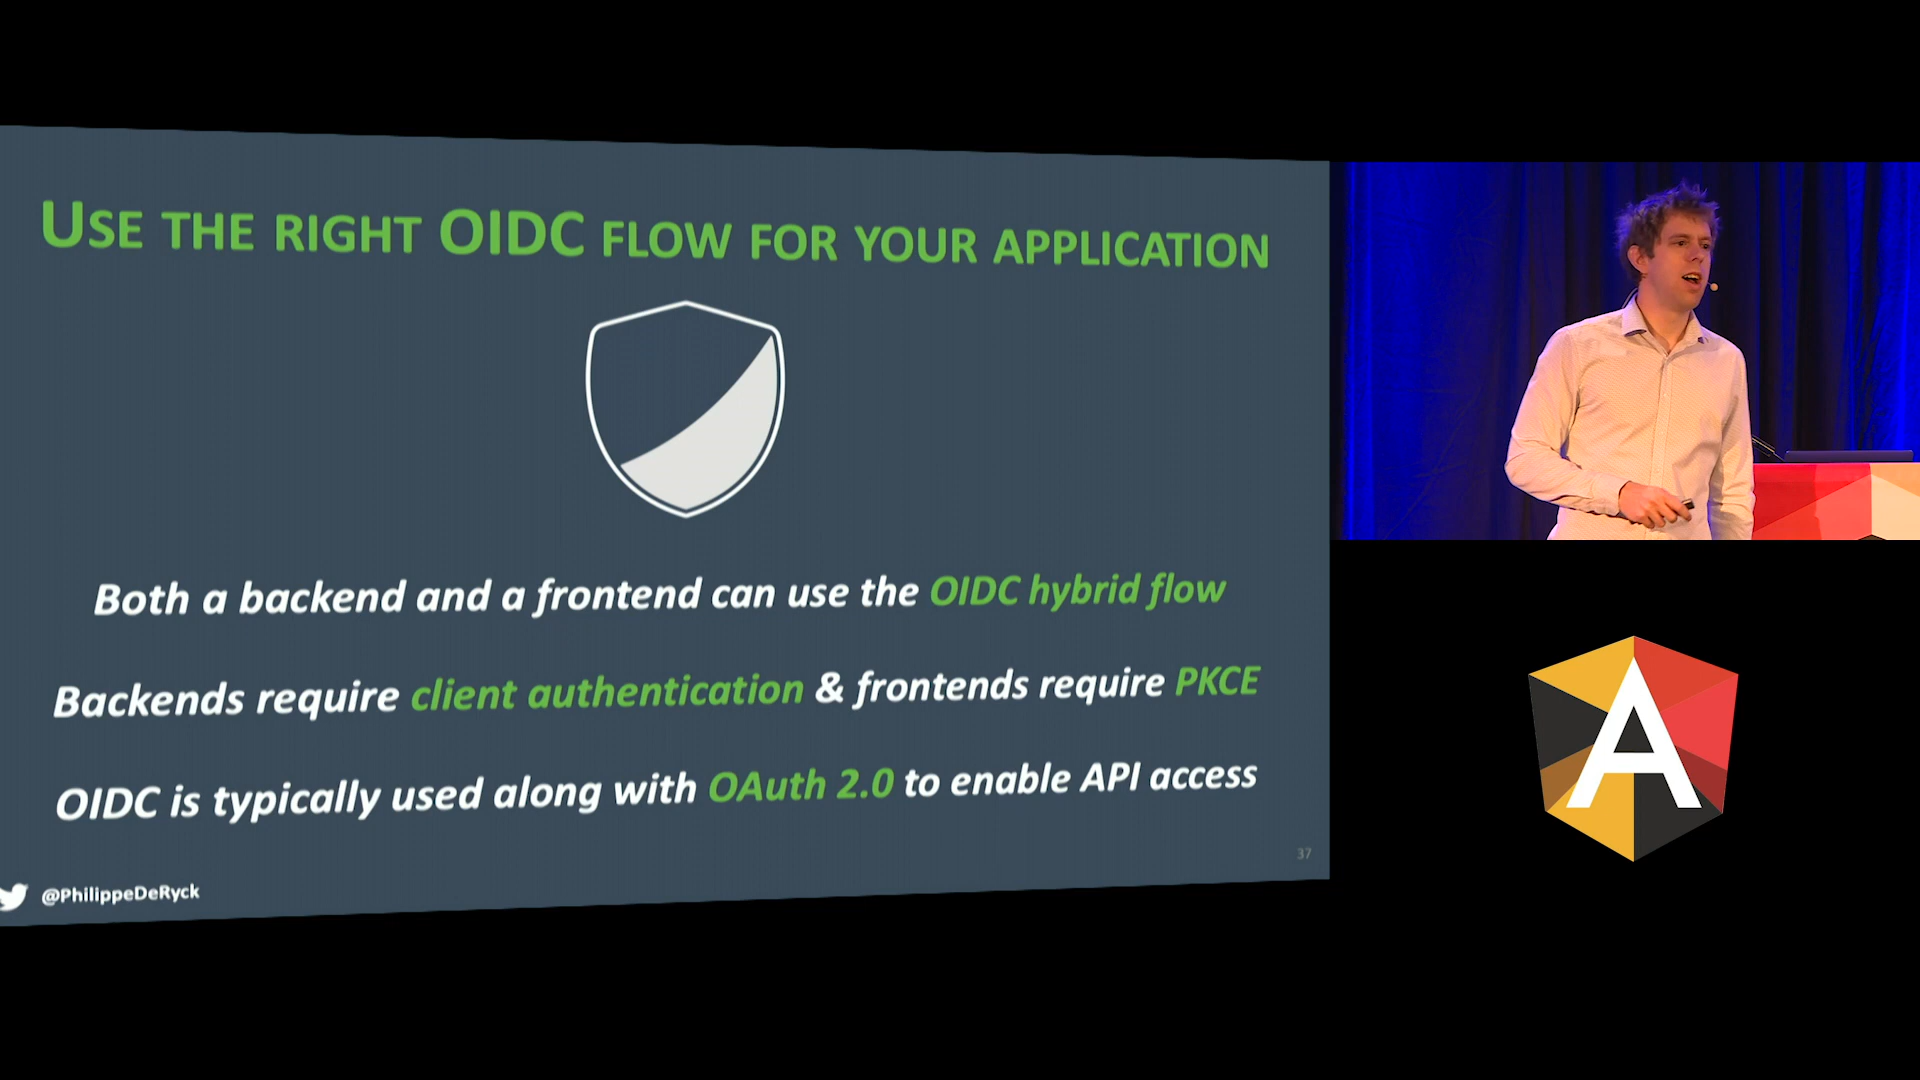 USE THE RIGHT OIDC FLOW FOR YOUR APPLICATION
Both a backend and a frontend can use the OIDC hybrid flow
Backends require client authentication & frontends require PKCE
OIDC is typically used along with OAuth 2.0 to enable API access
37
@PhilippeDeRyck
A